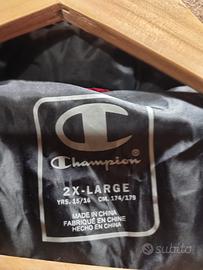 Champion
2X-LARGE
YRS. 15/16 CM. 174/179
MADE IN CHINA
FABRIQUÉ EN CHINE
HECHO EN CHINA
subito